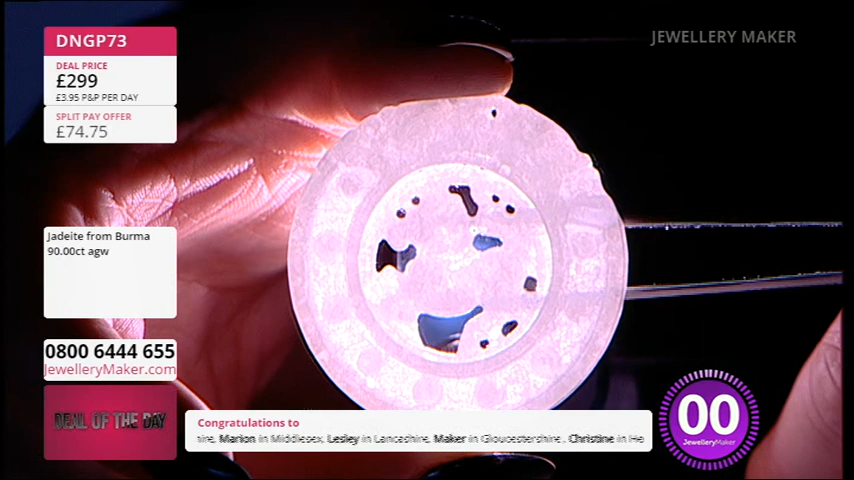 DNGP73
DEAL PRICE
£299
£3.95 P&P PER DAY
SPLIT PAY OFFER
£74.75
JEWELLERY MAKER
Jadeite from Burma
90.00ct agw
0800 6444 655
JewelleryMaker.com
DEAL OF THE DAY
Congratulations to
hire, Marion in Middlesex, Lesley in Lancashire, Maker in Gloucestershire, Christine in He
00
JewelleryMaker